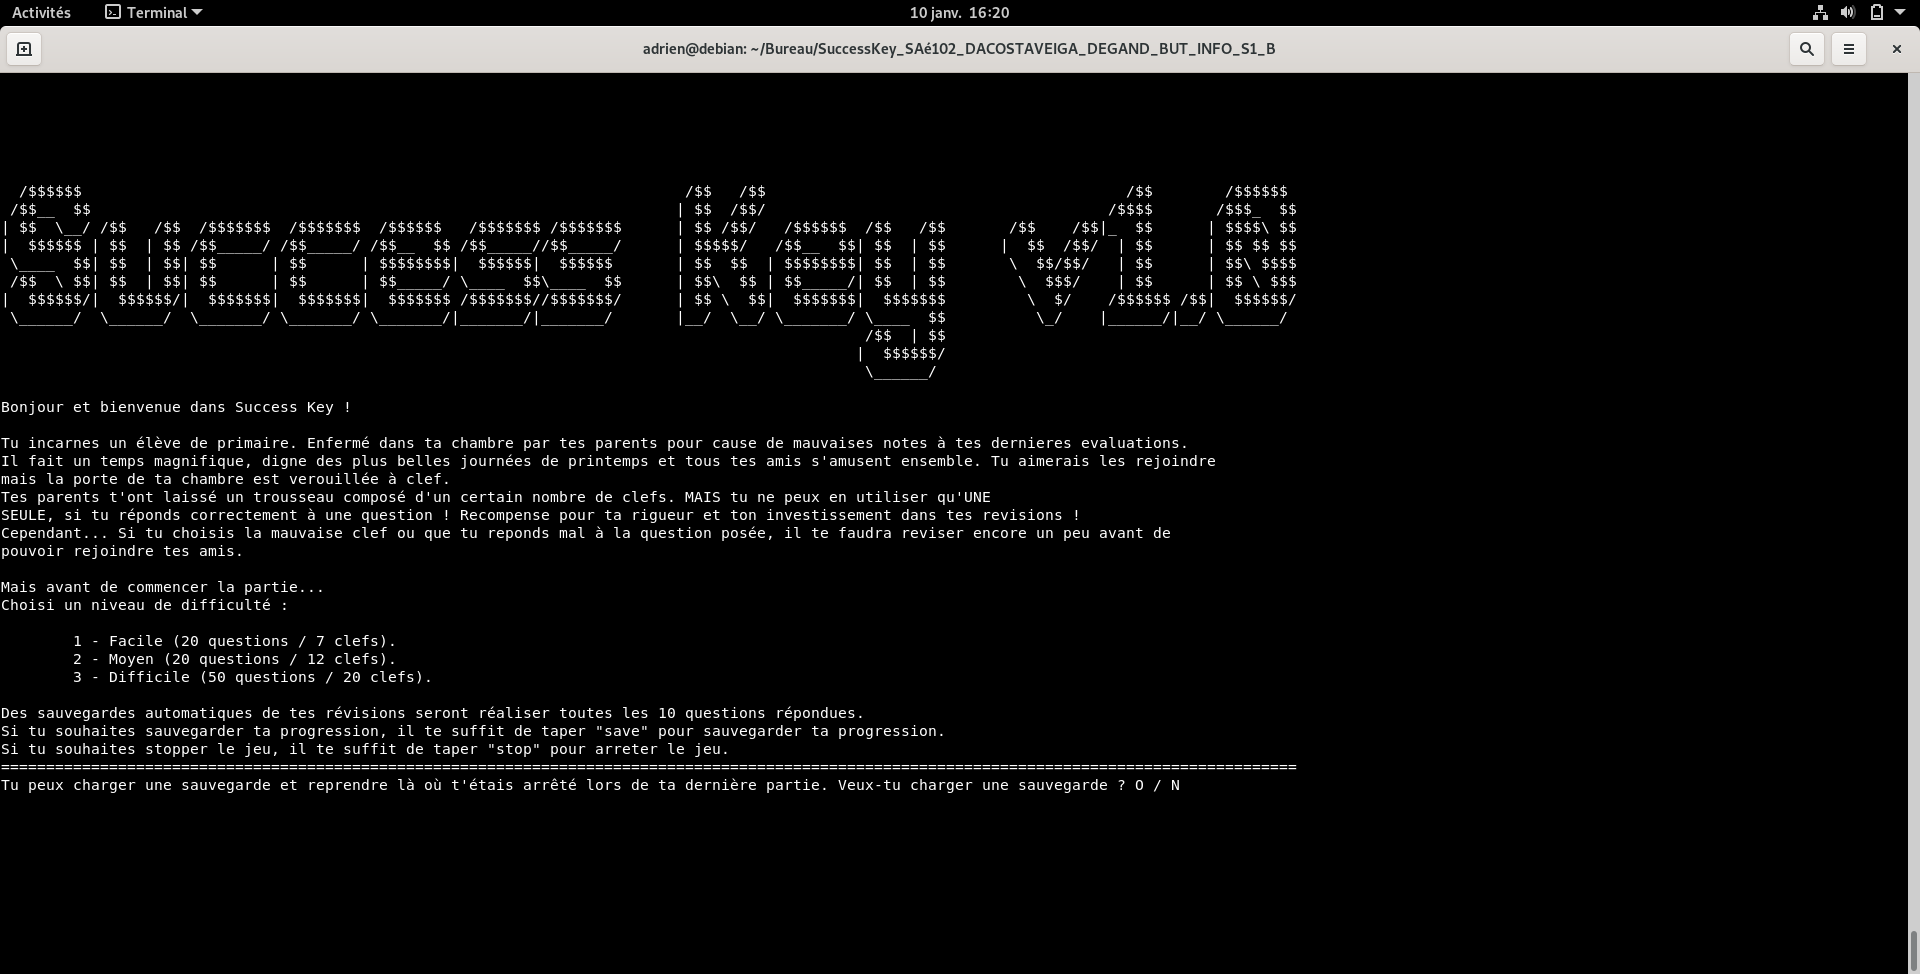 Activités Terminal 10 janv. 16:20
adrien@debian: ~/Bureau/SuccessKey_SAé102_DACOSTAVEIGA_DEGAND_BUT_INFO_S1_B
Success Key v1.0
Bonjour et bienvenue dans Success Key !
Tu incarnes un élève de primaire. Enfermé dans ta chambre par tes parents pour cause de mauvaises notes à tes dernieres evaluations.
Il fait un temps magnifique, digne des plus belles journées de printemps et tous tes amis s'amusent ensemble. Tu aimerais les rejoindre
mais la porte de ta chambre est verouillée à clef.
Tes parents t'ont laissé un trousseau composé d'un certain nombre de clefs. MAIS tu ne peux en utiliser qu'UNE
SEULE, si tu réponds correctement à une question ! Recompense pour ta rigueur et ton investissement dans tes revisions !
Cependant... Si tu choisis la mauvaise clef ou que tu reponds mal à la question posée, il te faudra reviser encore un peu avant de
pouvoir rejoindre tes amis.
Mais avant de commencer la partie...
Choisi un niveau de difficulté :
1 - Facile (20 questions / 7 clefs).
2 - Moyen (20 questions / 12 clefs).
3 - Difficile (50 questions / 20 clefs).
Des sauvegardes automatiques de tes révisions seront réaliser toutes les 10 questions répondues.
Si tu souhaites sauvegarder ta progression, il te suffit de taper "save" pour sauvegarder ta progression.
Si tu souhaites stopper le jeu, il te suffit de taper "stop" pour arreter le jeu.
================================================================================================================================================
Tu peux charger une sauvegarde et reprendre là où t'étais arrêté lors de ta dernière partie. Veux-tu charger une sauvegarde ? O / N